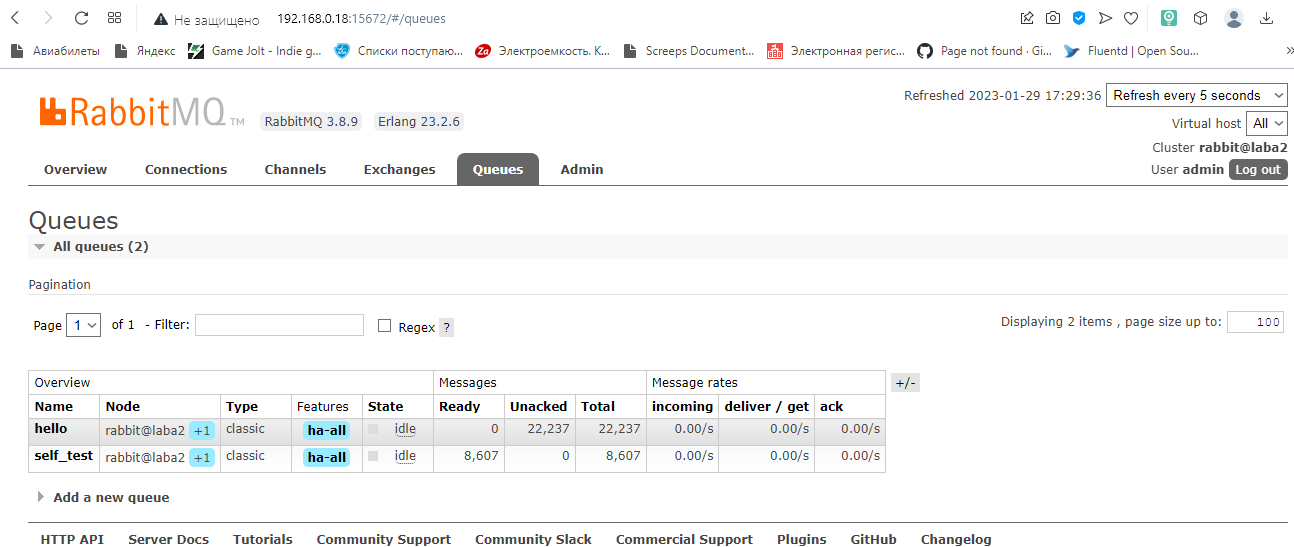 Не защищено 192.168.0.18:15672/#/queues
Авиабилеты Яндекс Game Jolt - Indie g... Списки поступаю... Za Электроемкость. К... Screeps Document... Электронная регис... Page not found · Gi... Fluentd | Open Sou... »
RabbitMQ TM RabbitMQ 3.8.9 Erlang 23.2.6
Refreshed 2023-01-29 17:29:36 Refresh every 5 seconds
Virtual host All
Cluster rabbit@laba2
User admin Log out
Overview Connections Channels Exchanges Queues Admin
Queues
All queues (2)
Pagination
Page 1 of 1 - Filter: Regex ?
Displaying 2 items , page size up to: 100
Overview Messages Message rates +/-
Name Node Type Features State Ready Unacked Total incoming deliver / get ack
hello rabbit@laba2 +1 classic ha-all idle 0 22,237 22,237 0.00/s 0.00/s 0.00/s
self_test rabbit@laba2 +1 classic ha-all idle 8,607 0 8,607 0.00/s 0.00/s 0.00/s
Add a new queue
HTTP API Server Docs Tutorials Community Support Community Slack Commercial Support Plugins GitHub Changelog